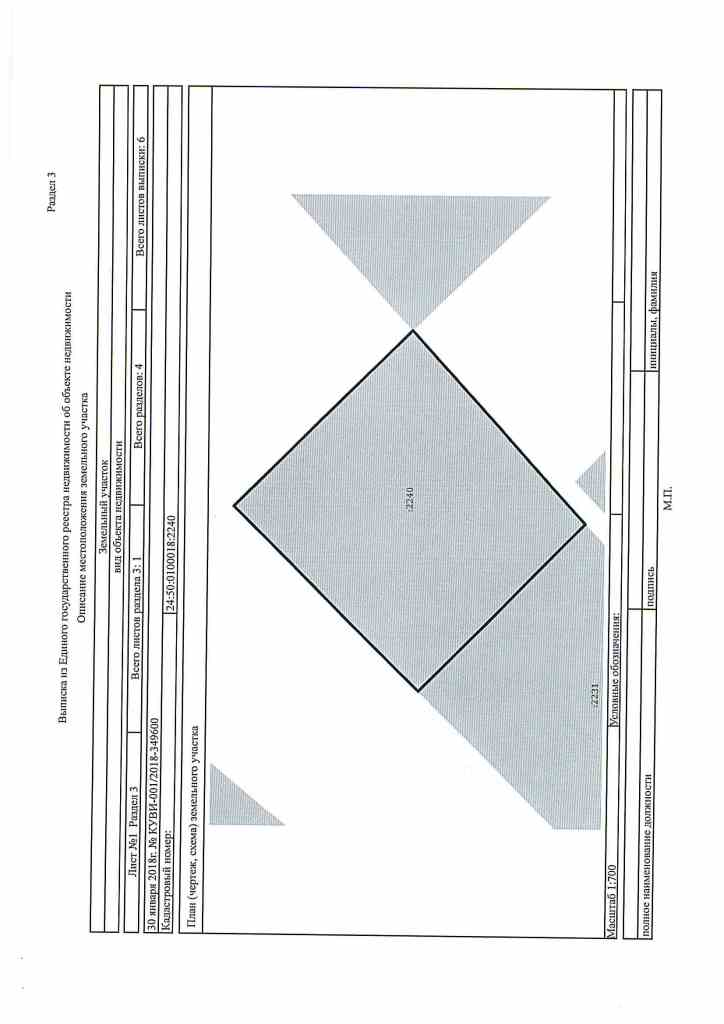 Раздел 3
Выписка из Единого государственного реестра недвижимости об объекте недвижимости
Описание местоположения земельного участка
Земельный участок
вид объекта недвижимости
Лист №1 Раздел 3 Всего листов раздела 3: 1 Всего разделов: 4 Всего листов выписки: 6
30 января 2018г. № КУВИ-001/2018-349600
Кадастровый номер: 24:50:0100018:2240
План (чертеж, схема) земельного участка
:2240
:2231
Масштаб 1:700 Условные обозначения:
полное наименование должности подпись инициалы, фамилия
М.П.